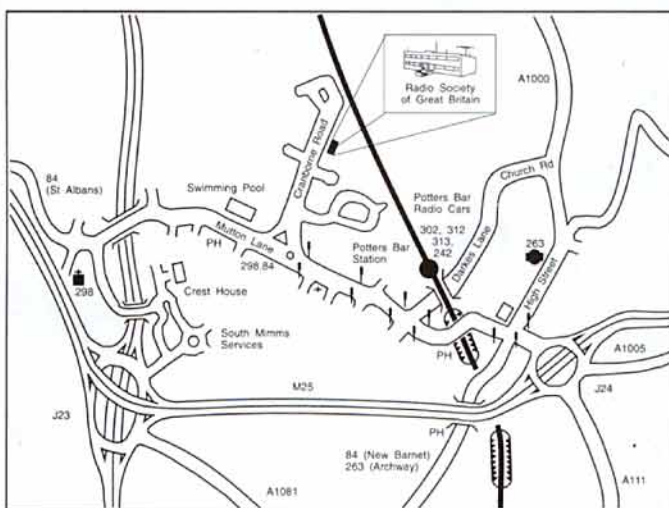 Radio Society
of Great Britain
A1000
Cranborne Road
Church Rd
84
(St Albans)
Swimming Pool
Potters Bar
Radio Cars
302, 312
313,
242
Darkes Lane
263
High Street
Mutton Lane
PH
298,84
Potters Bar
Station
298
Crest House
South Mimms
Services
PH
A1005
M25
J24
J23
PH
84 (New Barnet)
263 (Archway)
A1081
A111